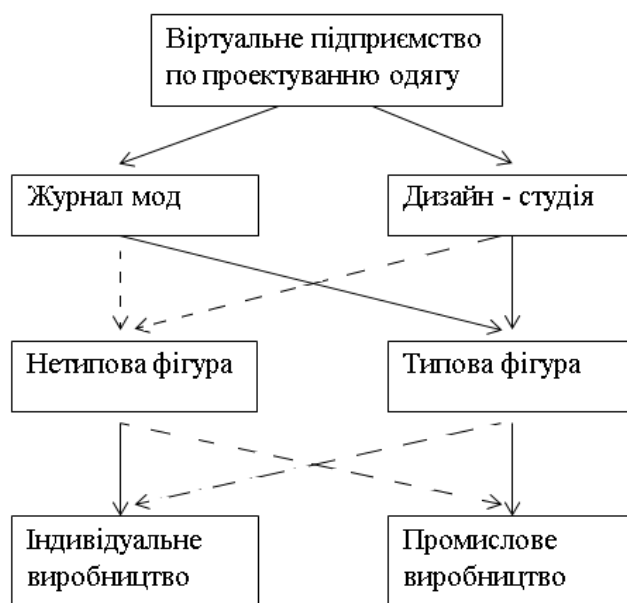 Віртуальне підприємство
по проектуванню одягу
Журнал мод
Дизайн - студія
Нетипова фігура
Типова фігура
Індивідуальне
виробництво
Промислове
виробництво